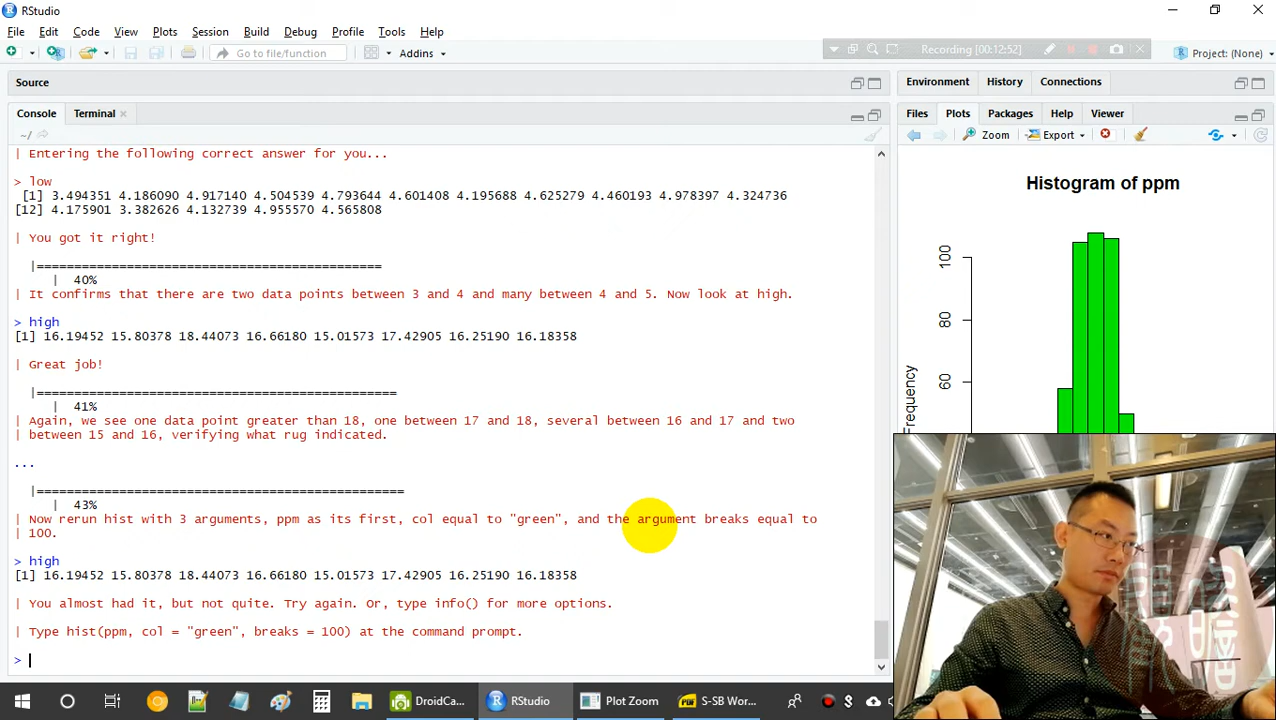 RStudio
File Edit Code View Plots Session Build Debug Profile Tools Help
Go to file/function Addins
Recording [00:12:52]
Project: (None)
Source
Environment History Connections
Console Terminal
Files Plots Packages Help Viewer
~/
Zoom Export
| Entering the following correct answer for you...
> low
[1] 3.494351 4.186090 4.917140 4.504539 4.793644 4.601408 4.195688 4.625279 4.460193 4.978397 4.324736
[12] 4.175901 3.382626 4.132739 4.955570 4.565808
| You got it right!
|==============================================
| 40%
| It confirms that there are two data points between 3 and 4 and many between 4 and 5. Now look at high.
> high
[1] 16.19452 15.80378 18.44073 16.66180 15.01573 17.42905 16.25190 16.18358
| Great job!
|================================================
| 41%
| Again, we see one data point greater than 18, one between 17 and 18, several between 16 and 17 and two
| between 15 and 16, verifying what rug indicated.
...
|=================================================
| 43%
| Now rerun hist with 3 arguments, ppm as its first, col equal to "green", and the argument breaks equal to
| 100.
> high
[1] 16.19452 15.80378 18.44073 16.66180 15.01573 17.42905 16.25190 16.18358
| You almost had it, but not quite. Try again. Or, type info() for more options.
| Type hist(ppm, col = "green", breaks = 100) at the command prompt.
>
Histogram of ppm
100
80
60
Frequency
DroidCa... RStudio Plot Zoom S-SB Wor...